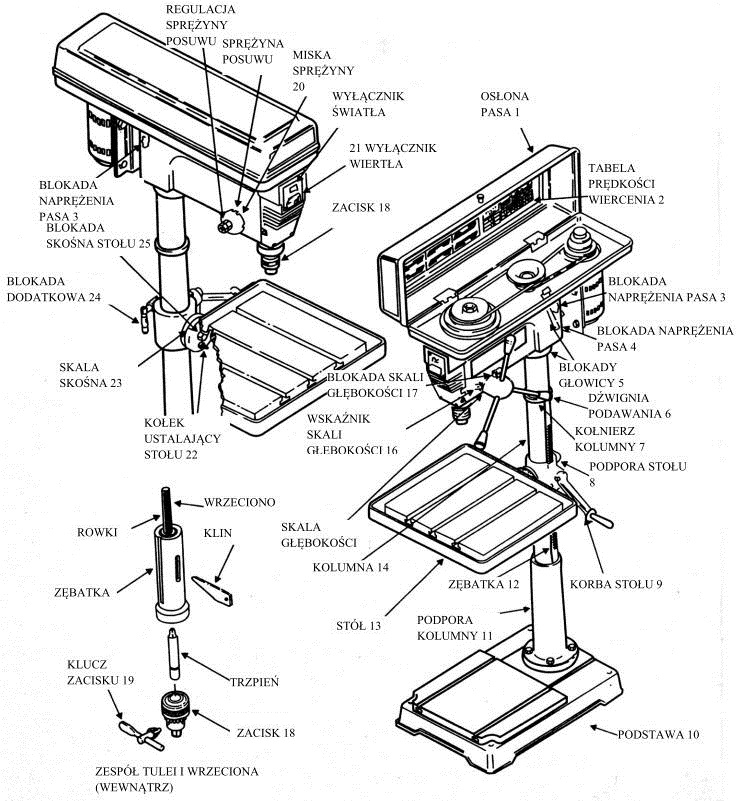 REGULACJA
SPRĘŻYNY
POSUWU
SPRĘŻYNA
POSUWU
MISKA
SPRĘŻYNY
20
WYŁĄCZNIK
ŚWIATŁA
21 WYŁĄCZNIK
WIERTŁA
ZACISK 18
BLOKADA
NAPRĘŻENIA
PASA 3
BLOKADA
SKOŚNA STOŁU 25
BLOKADA
DODATKOWA 24
SKALA
SKOŚNA 23
KOŁEK
USTALAJĄCY
STOŁU 22
OSŁONA
PASA 1
TABELA
PRĘDKOŚCI
WIERCENIA 2
BLOKADA
NAPRĘŻENIA PASA 3
BLOKADA NAPRĘŻENIA
PASA 4
BLOKADY
GŁOWICY 5
DŹWIGNIA
PODAWANIA 6
KOŁNIERZ
KOLUMNY 7
PODPORA STOŁU
8
BLOKADA SKALI
GŁĘBOKOŚCI 17
WSKAŹNIK
SKALI
GŁĘBOKOŚCI 16
SKALA
GŁĘBOKOŚCI
KOLUMNA 14
ZĘBATKA 12
KORBA STOŁU 9
STÓŁ 13
PODPORA
KOLUMNY 11
PODSTAWA 10
WRZECIONO
ROWKI
KLIN
ZĘBATKA
TRZPIEŃ
KLUCZ
ZACISKU 19
ZACISK 18
ZESPÓŁ TULEI I WRZECIONA
(WEWNĄTRZ)